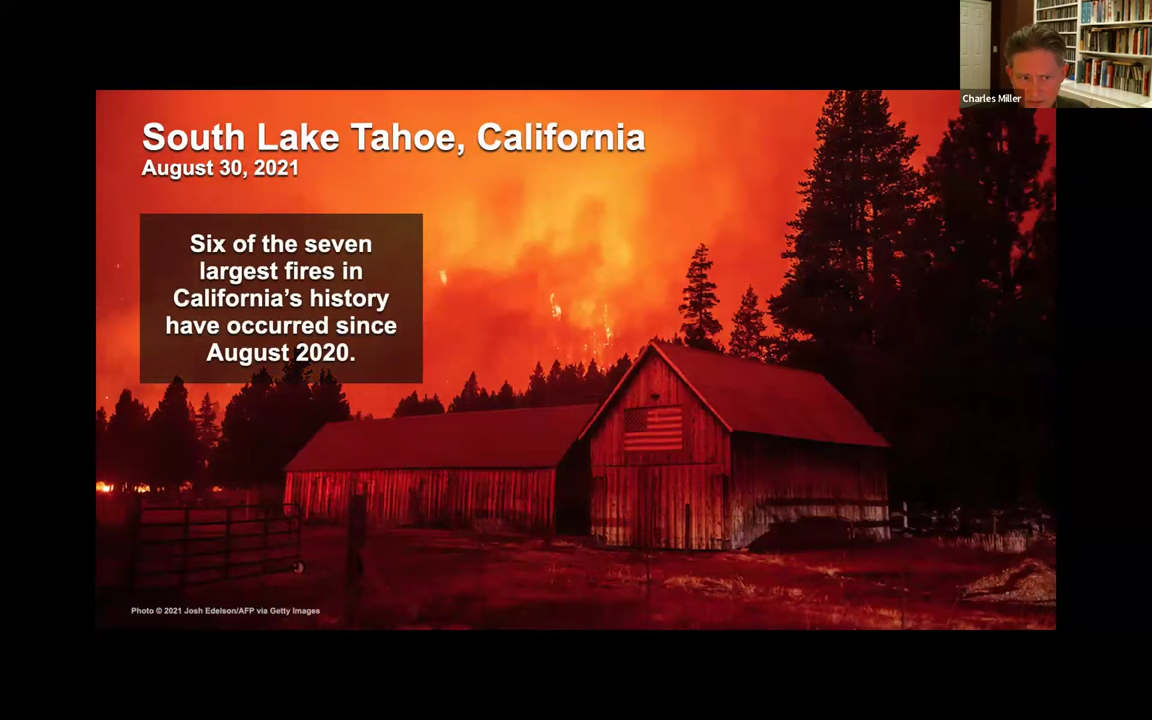 Charles Miller
South Lake Tahoe, California
August 30, 2021
Six of the seven
largest fires in
California’s history
have occurred since
August 2020.
Photo © 2021 Josh Edelson/AFP via Getty Images